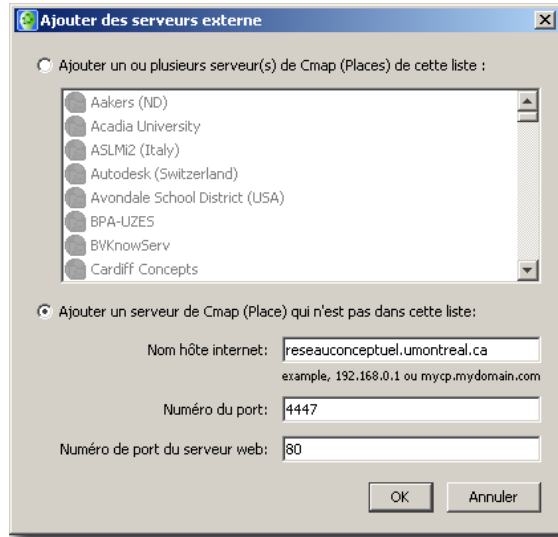 Ajouter des serveurs externe
Ajouter un ou plusieurs serveur(s) de Cmap (Places) de cette liste :
Aakers (ND)
Acadia University
ASLMi2 (Italy)
Autodesk (Switzerland)
Avondale School District (USA)
BPA-UZES
BVKnowServ
Cardiff Concepts
Ajouter un serveur de Cmap (Place) qui n'est pas dans cette liste:
Nom hôte internet: reseauconceptuel.umontreal.ca
example, 192.168.0.1 ou mycp.mydomain.com
Numéro du port: 4447
Numéro de port du serveur web: 80
OK Annuler